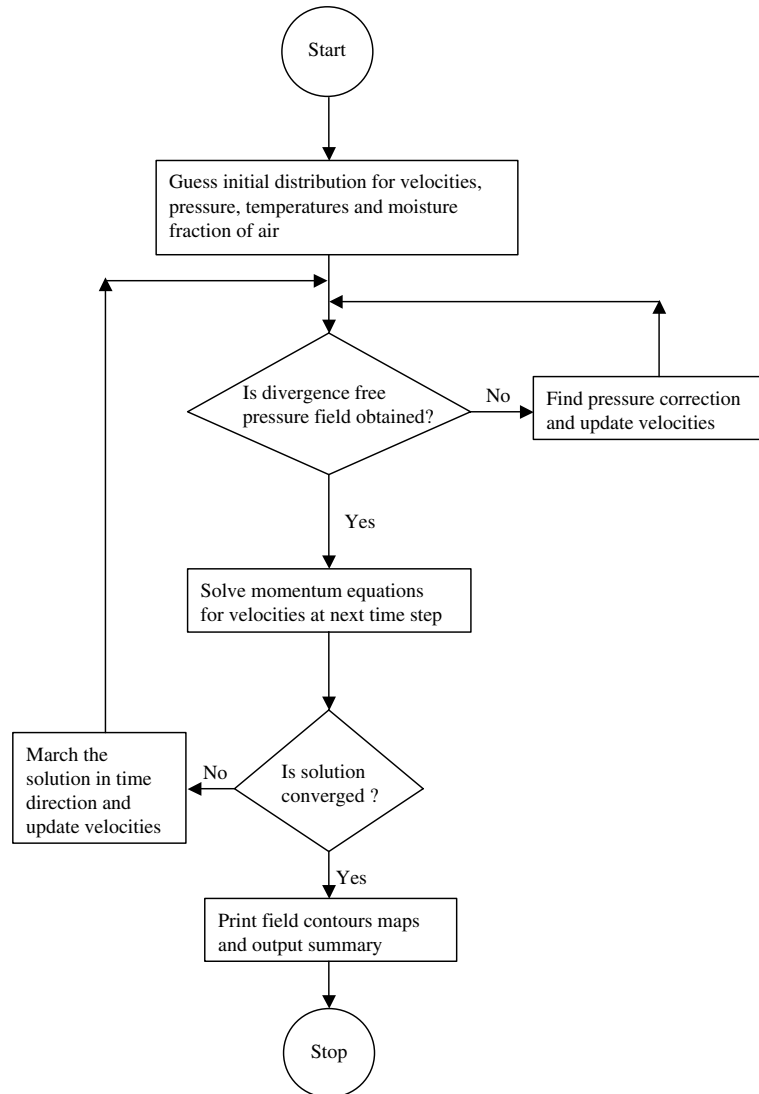 Start
Guess initial distribution for velocities,
pressure, temperatures and moisture
fraction of air
Is divergence free
pressure field obtained?
No
Find pressure correction
and update velocities
Yes
Solve momentum equations
for velocities at next time step
March the
solution in time
direction and
update velocities
No
Is solution
converged ?
Yes
Print field contours maps
and output summary
Stop